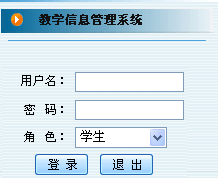 教学信息管理系统
用户名：
密 码：
角 色： 学生
登 录 退 出